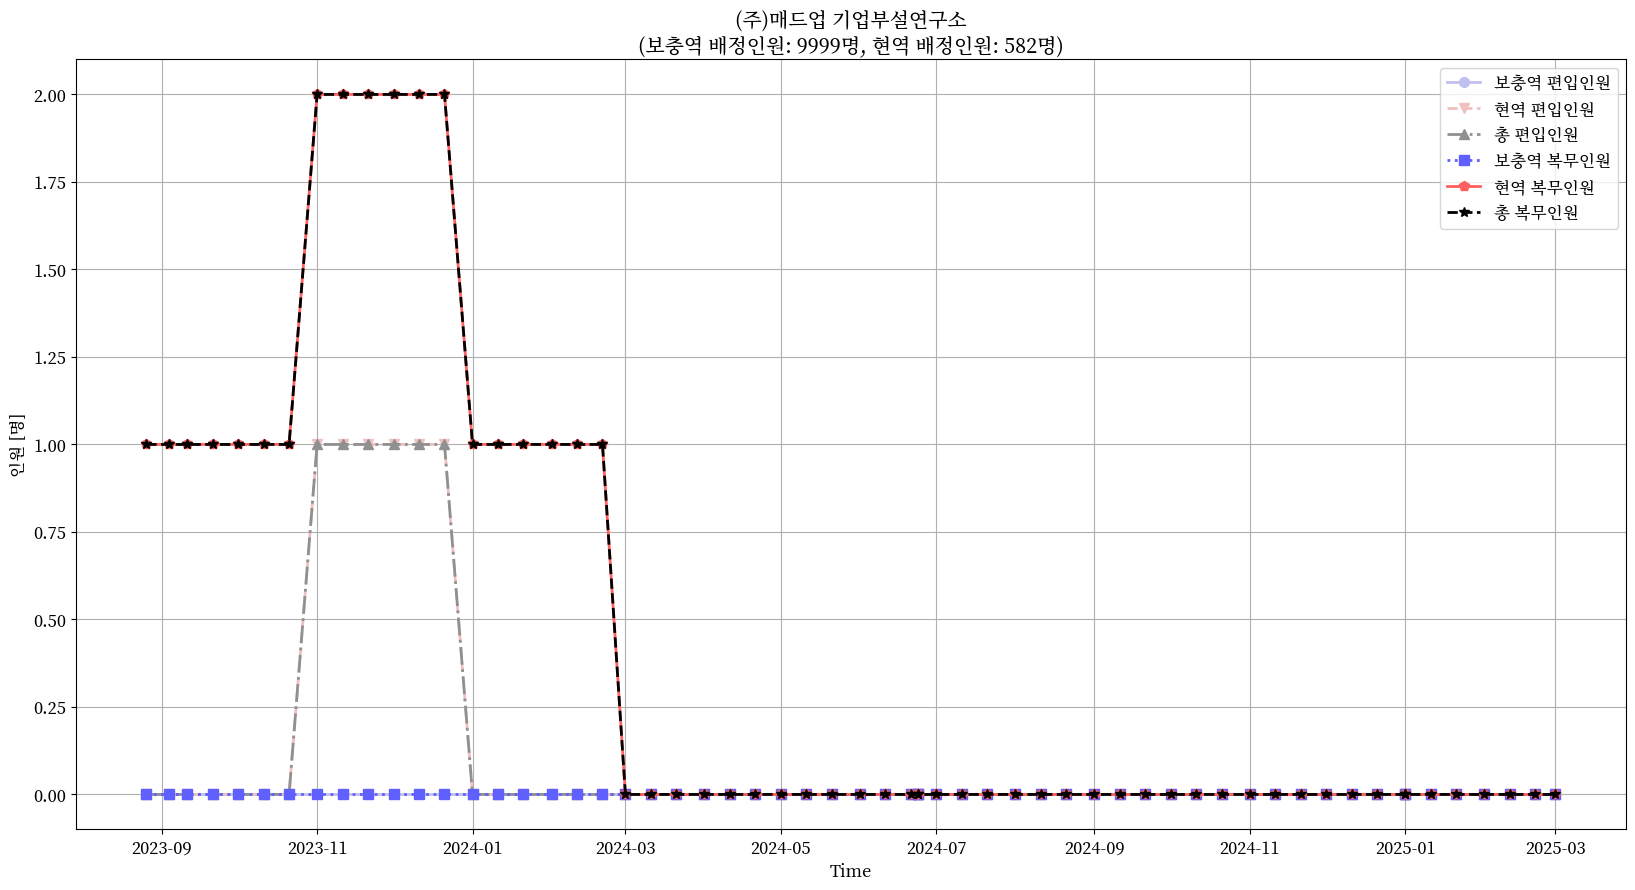 (주)매드업 기업부설연구소
(보충역 배정인원: 9999명, 현역 배정인원: 582명)
보충역 편입인원
현역 편입인원
총 편입인원
보충역 복무인원
현역 복무인원
총 복무인원
인원 [명]
2.00
1.75
1.50
1.25
1.00
0.75
0.50
0.25
0.00
2023-09 2023-11 2024-01 2024-03 2024-05 2024-07 2024-09 2024-11 2025-01 2025-03
Time